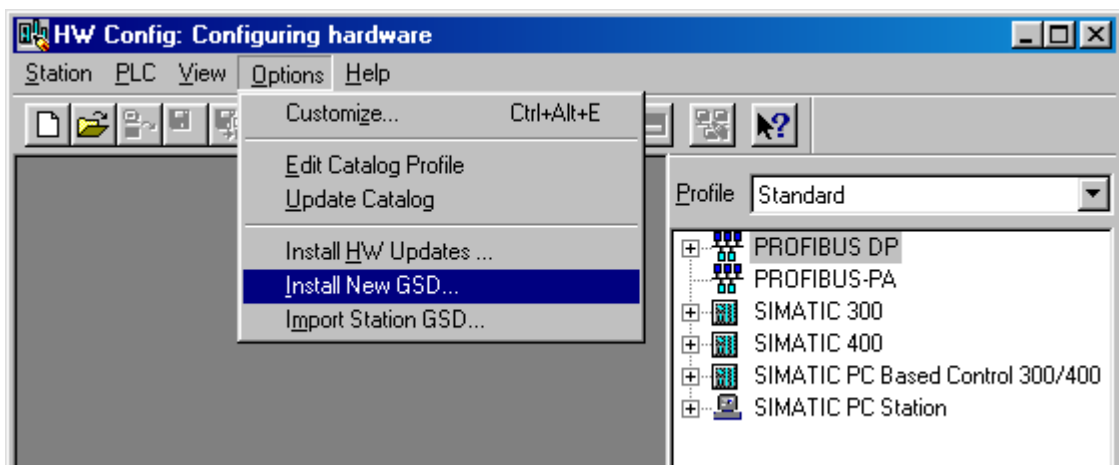 HW Config: Configuring hardware
Station PLC View Options Help
Customize... Ctrl+Alt+E
Edit Catalog Profile
Update Catalog
Install HW Updates ...
Install New GSD...
Import Station GSD...
Profile Standard
PROFIBUS DP
PROFIBUS-PA
SIMATIC 300
SIMATIC 400
SIMATIC PC Based Control 300/400
SIMATIC PC Station